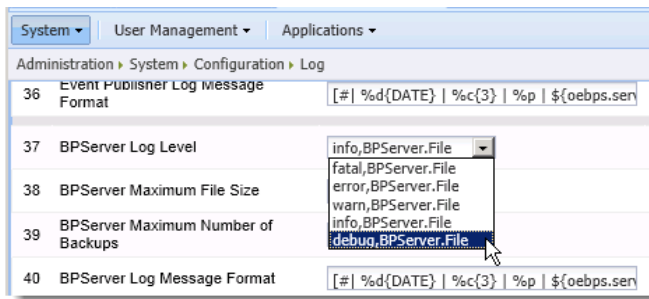 System User Management Applications
Administration System Configuration Log
36 Event Publisher Log Message Format [#| %d{DATE} | %c{3} | %p | ${oebps.serv
37 BPServer Log Level info,BPServer.File
fatal,BPServer.File
error,BPServer.File
38 BPServer Maximum File Size
warn,BPServer.File
info,BPServer.File
39 BPServer Maximum Number of Backups
debug,BPServer.File
40 BPServer Log Message Format [#| %d{DATE} | %c{3} | %p | ${oebps.serv